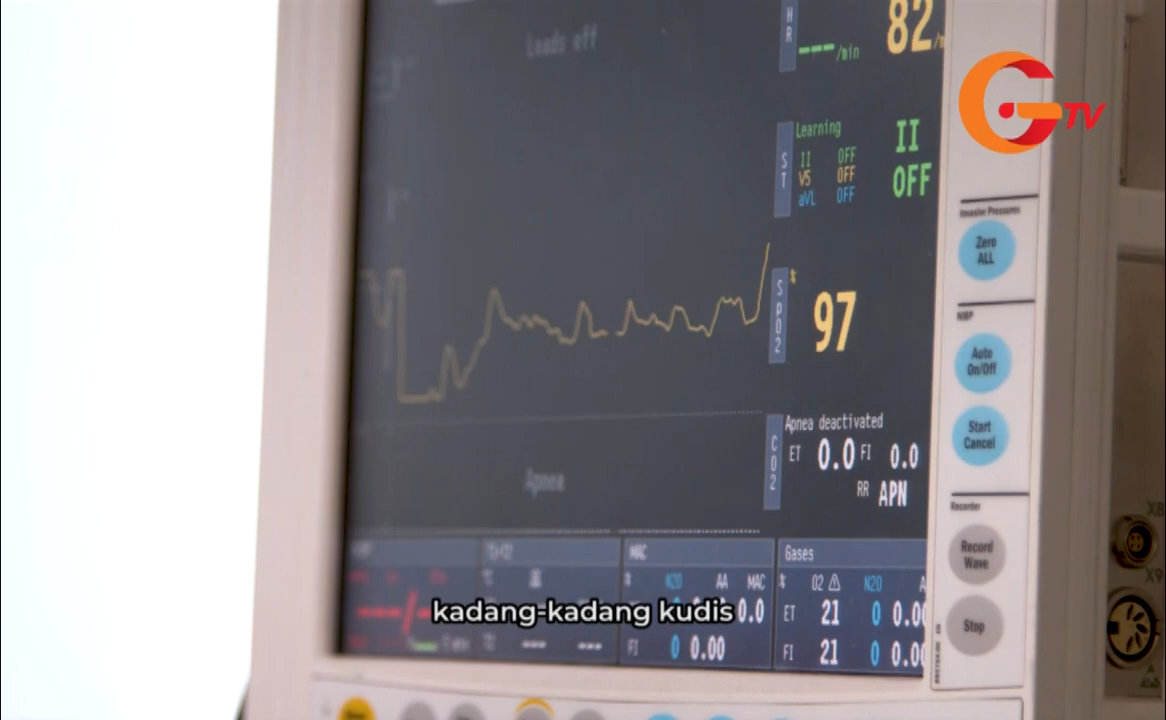 Leads off
HR
---/min
82
TV
Learning
II OFF
V5 OFF
aVL OFF
II
OFF
ST
Invasive Pressures
Zero
ALL
SpO2
%
97
NIBP
Auto
On/Off
Start
Cancel
Apnea deactivated
CO2
ET 0.0 FI 0.0
RR APN
Apnea
Recorder
Record
Wave
Stop
MAC
% N2O AA MAC
0.0
FI 0 0.00
Gases
% O2 N2O
ET 21 0 0.00
FI 21 0 0.00
kadang-kadang kudis
X8
X9